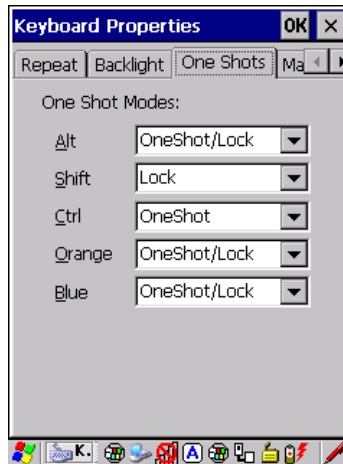 Keyboard Properties OK ×
Repeat Backlight One Shots Ma
One Shot Modes:
Alt OneShot/Lock
Shift Lock
Ctrl OneShot
Orange OneShot/Lock
Blue OneShot/Lock
K. A